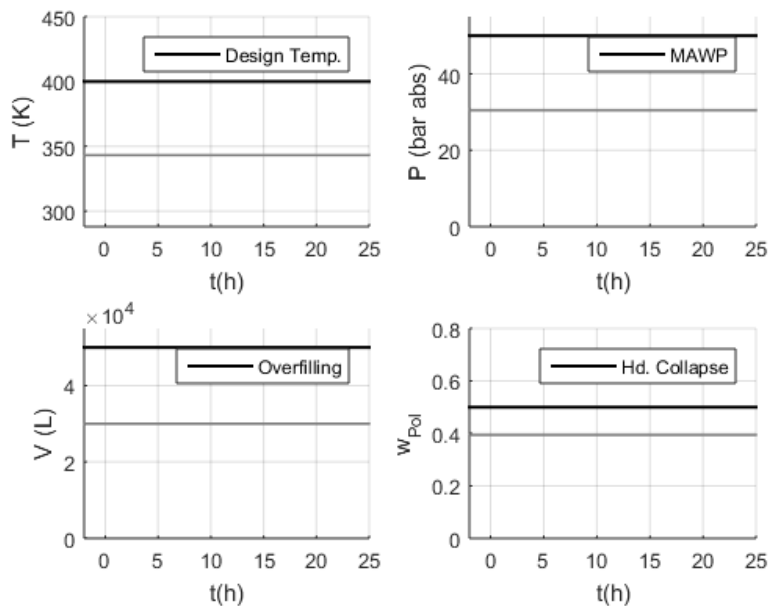 450
400
350
300
T (K)
Design Temp.
0 5 10 15 20 25
t(h)
40
20
0
P (bar abs)
MAWP
0 5 10 15 20 25
t(h)
×10⁴
4
2
0
V (L)
Overfilling
0 5 10 15 20 25
t(h)
0.8
0.6
0.4
0.2
0
w_Pol
Hd. Collapse
0 5 10 15 20 25
t(h)